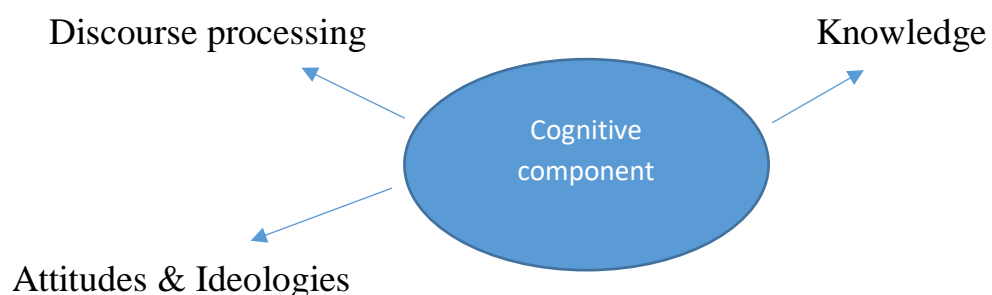 Discourse processing
Knowledge
Cognitive
component
Attitudes & Ideologies